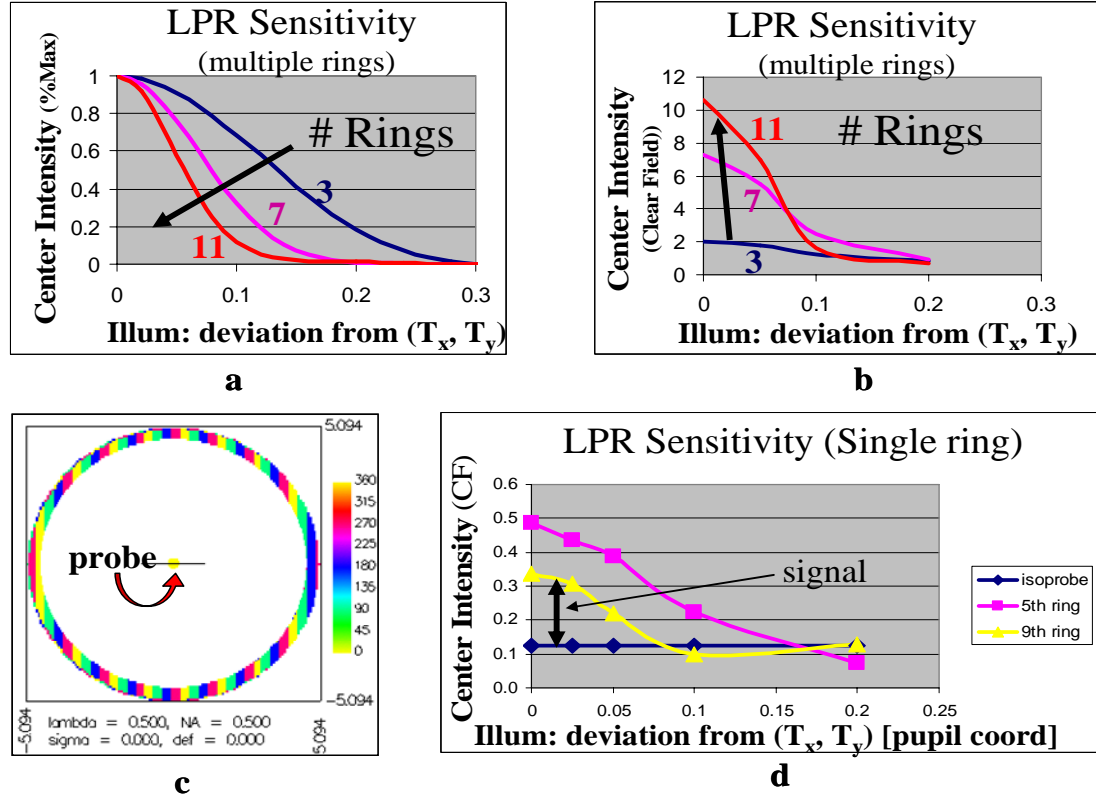 LPR Sensitivity
(multiple rings)
Center Intensity (%Max)
1
0.8
0.6
0.4
0.2
0
# Rings
3
7
11
0
0.1
0.2
0.3
Illum: deviation from (Tx, Ty)
a
LPR Sensitivity
(multiple rings)
Center Intensity
(Clear Field))
12
10
8
6
4
2
0
11
# Rings
7
3
0
0.1
0.2
0.3
Illum: deviation from (Tx, Ty)
b
5.094
360
315
270
225
180
135
90
45
0
probe
-5.094
lambda = 0.500, NA = 0.500
sigma = 0.000, def = 0.000
-5.094
5.094
c
LPR Sensitivity (Single ring)
Center Intensity (CF)
0.6
0.5
0.4
0.3
0.2
0.1
0.0
signal
isoprobe
5th ring
9th ring
0
0.05
0.1
0.15
0.2
0.25
Illum: deviation from (Tx, Ty) [pupil coord]
d